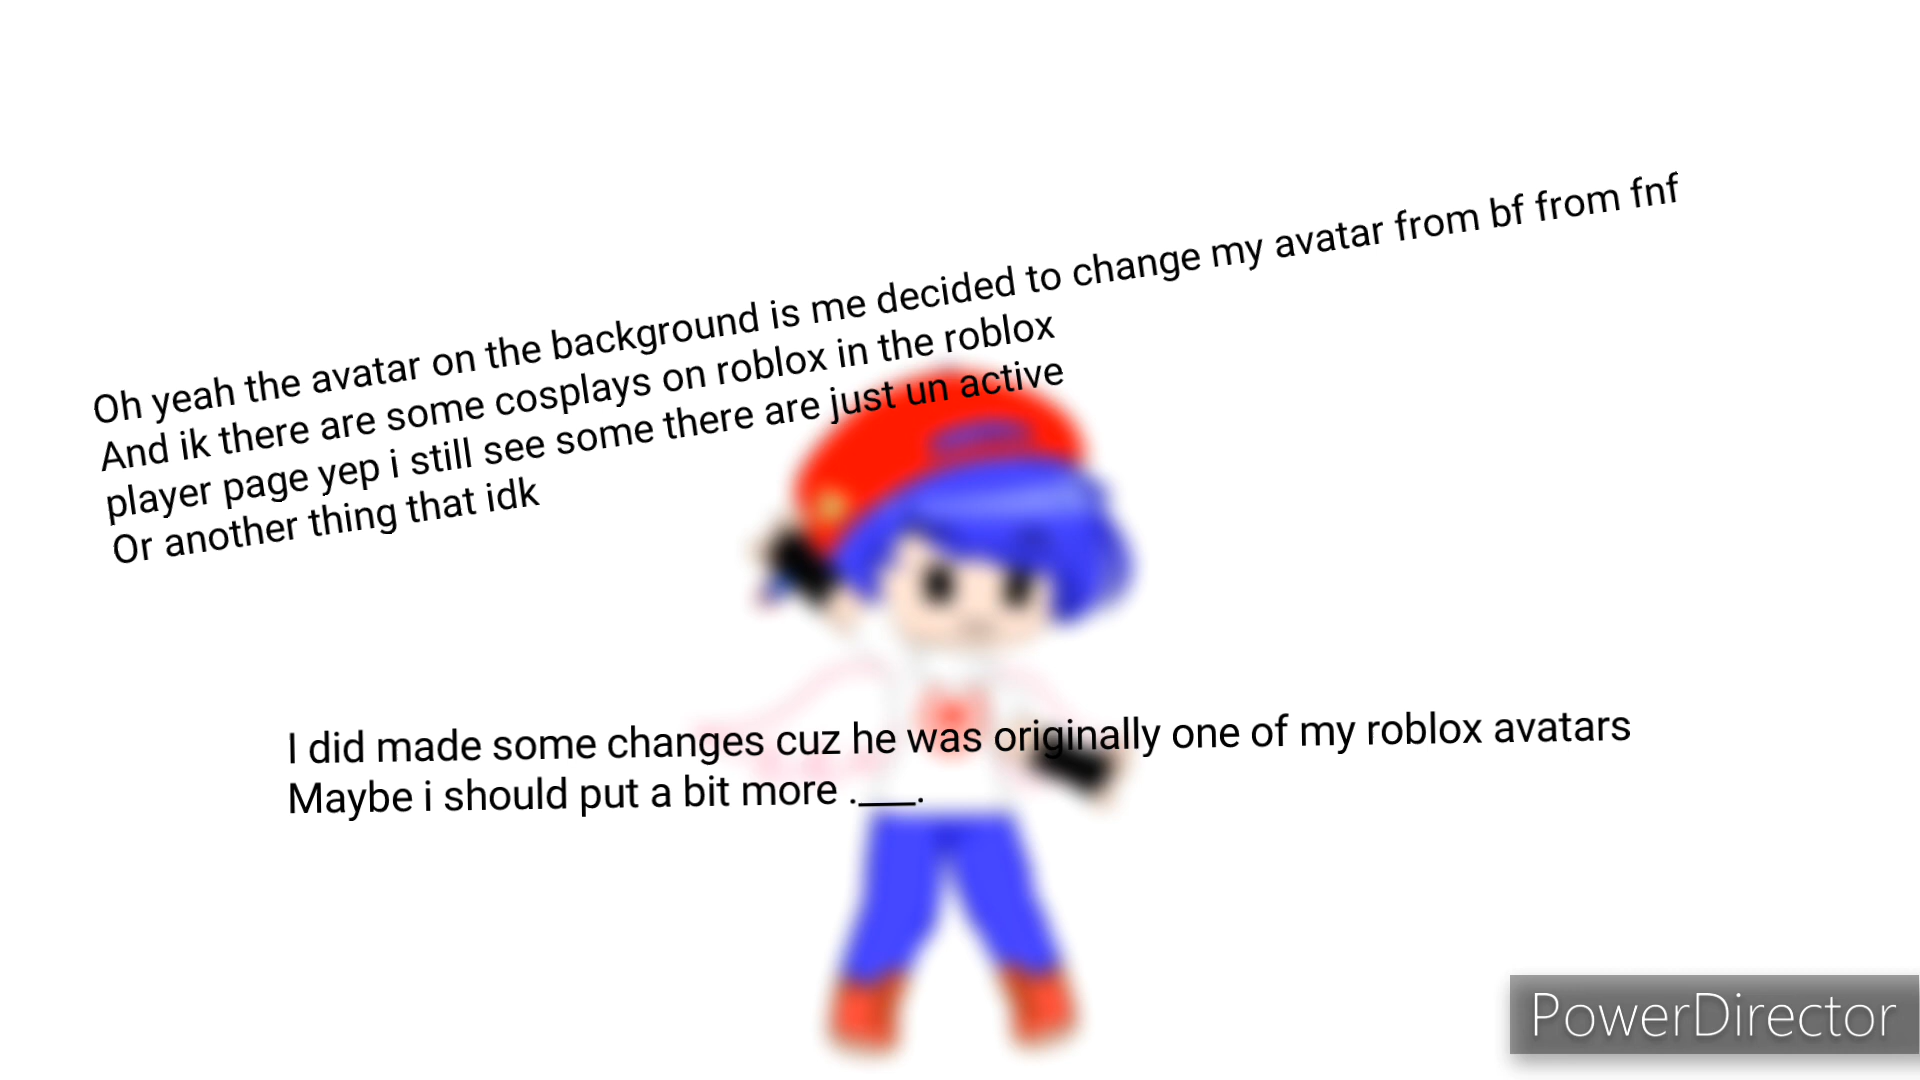 Oh yeah the avatar on the background is me decided to change my avatar from bf from fnf
And ik there are some cosplays on roblox in the roblox
player page yep i still see some there are just un active
Or another thing that idk
I did made some changes cuz he was originally one of my roblox avatars
Maybe i should put a bit more .___.
PowerDirector